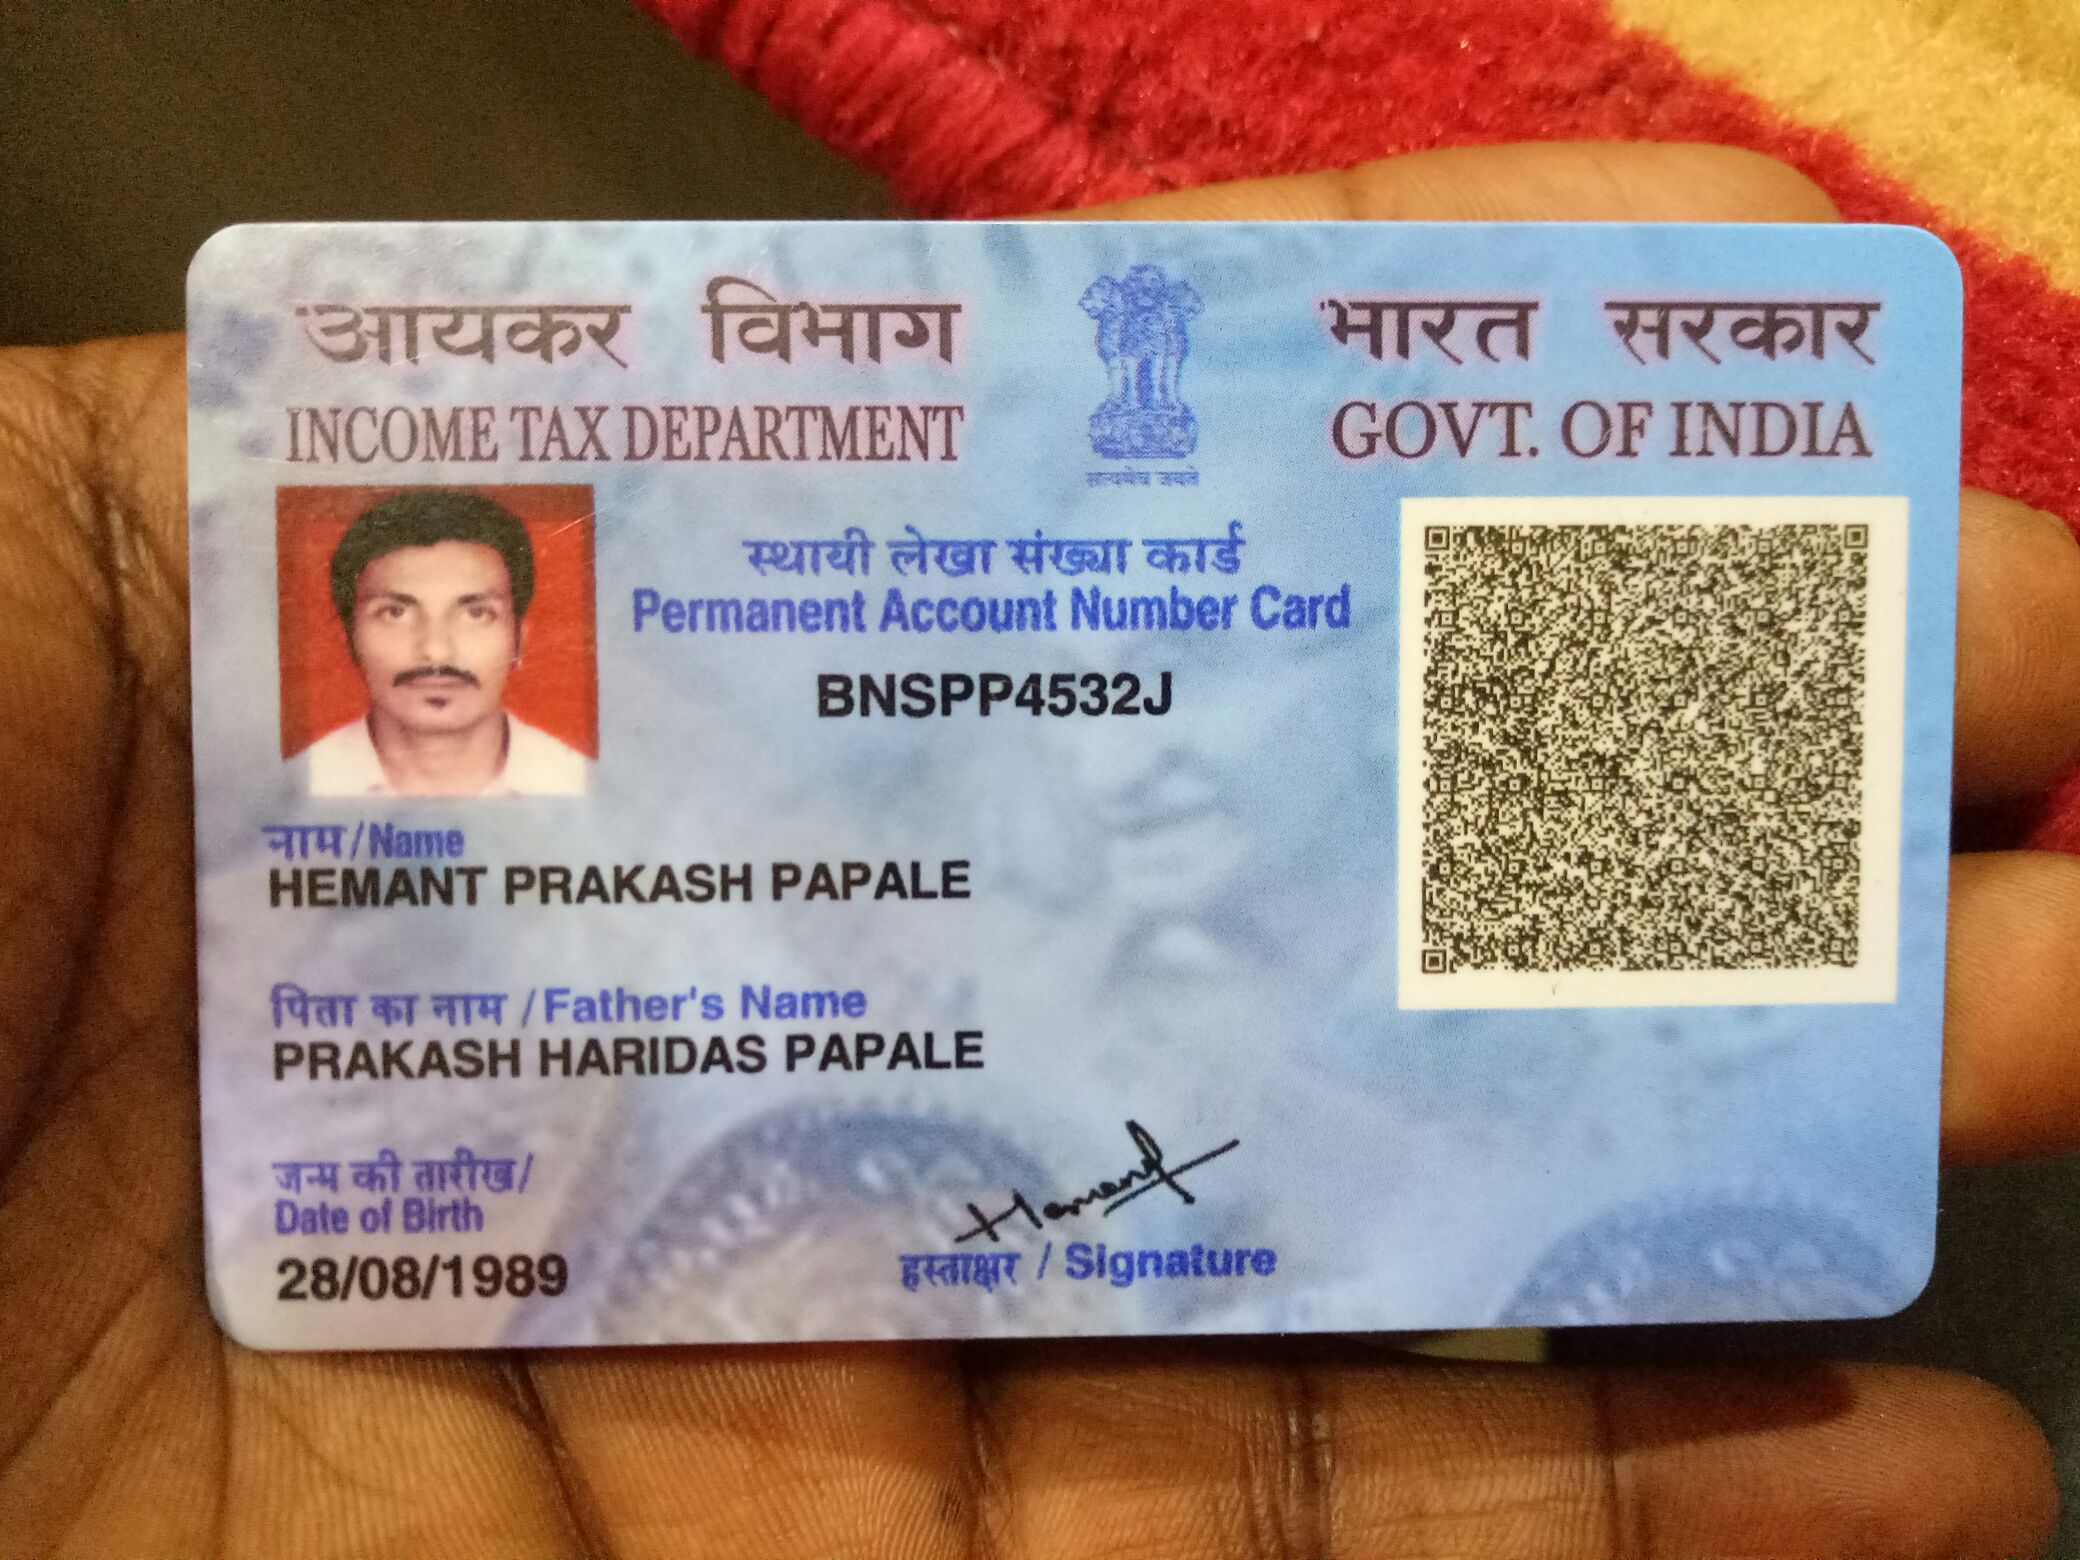 आयकर विभाग
INCOME TAX DEPARTMENT
सत्यमेव जयते
भारत सरकार
GOVT. OF INDIA
स्थायी लेखा संख्या कार्ड
Permanent Account Number Card
BNSPP4532J
नाम/Name
HEMANT PRAKASH PAPALE
पिता का नाम /Father's Name
PRAKASH HARIDAS PAPALE
जन्म की तारीख/
Date of Birth
28/08/1989
Hemant
हस्ताक्षर / Signature